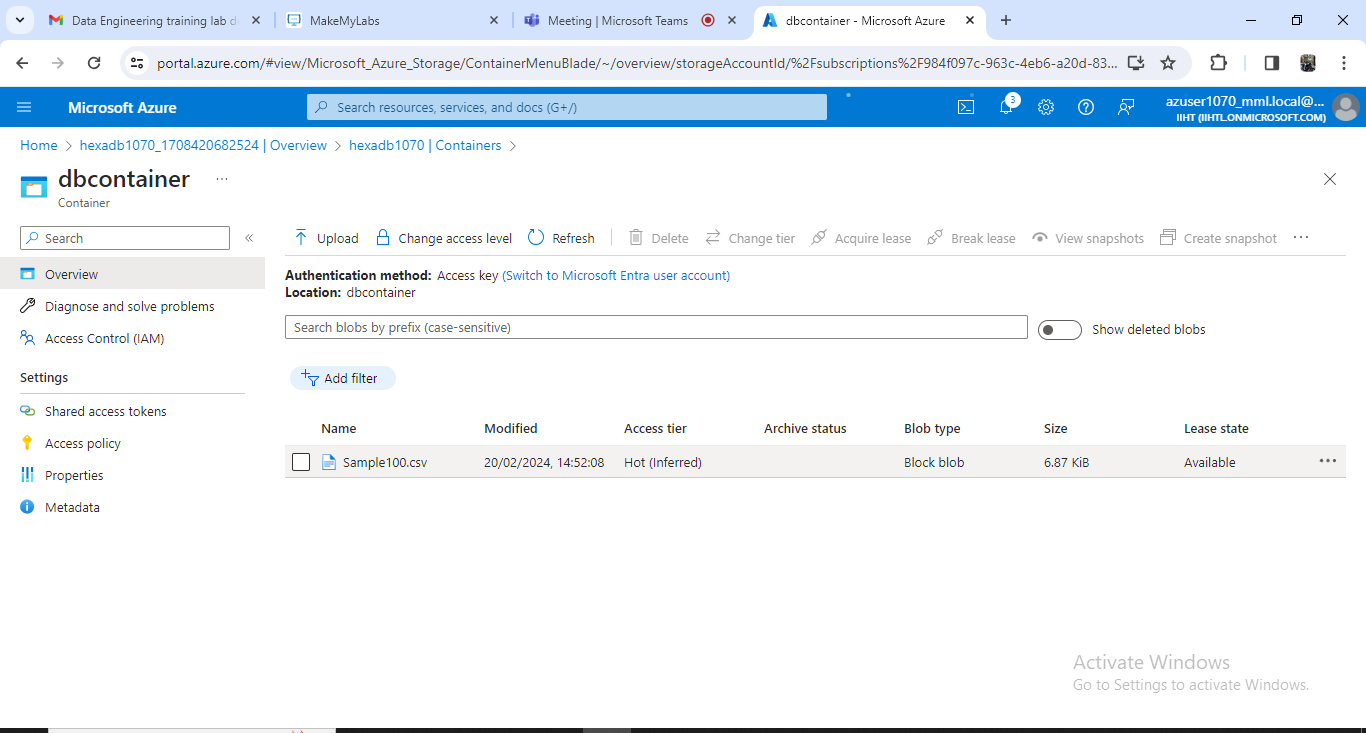 Data Engineering training lab d
MakeMyLabs
Meeting | Microsoft Teams
dbcontainer - Microsoft Azure
portal.azure.com/#view/Microsoft_Azure_Storage/ContainerMenuBlade/~/overview/storageAccountId/%2Fsubscriptions%2F984f097c-963c-4eb6-a20d-83...
Microsoft Azure
Search resources, services, and docs (G+/)
3
azuser1070_mml.local@...
IIHT (IIHTL.ONMICROSOFT.COM)
Home > hexadb1070_1708420682524 | Overview > hexadb1070 | Containers >
dbcontainer ...
Container
Search
«
Overview
Diagnose and solve problems
Access Control (IAM)
Settings
Shared access tokens
Access policy
Properties
Metadata
Upload Change access level Refresh Delete Change tier Acquire lease Break lease View snapshots Create snapshot ...
Authentication method: Access key (Switch to Microsoft Entra user account)
Location: dbcontainer
Search blobs by prefix (case-sensitive)
Show deleted blobs
Add filter
Name Modified Access tier Archive status Blob type Size Lease state
Sample100.csv 20/02/2024, 14:52:08 Hot (Inferred) Block blob 6.87 KiB Available ...
Activate Windows
Go to Settings to activate Windows.